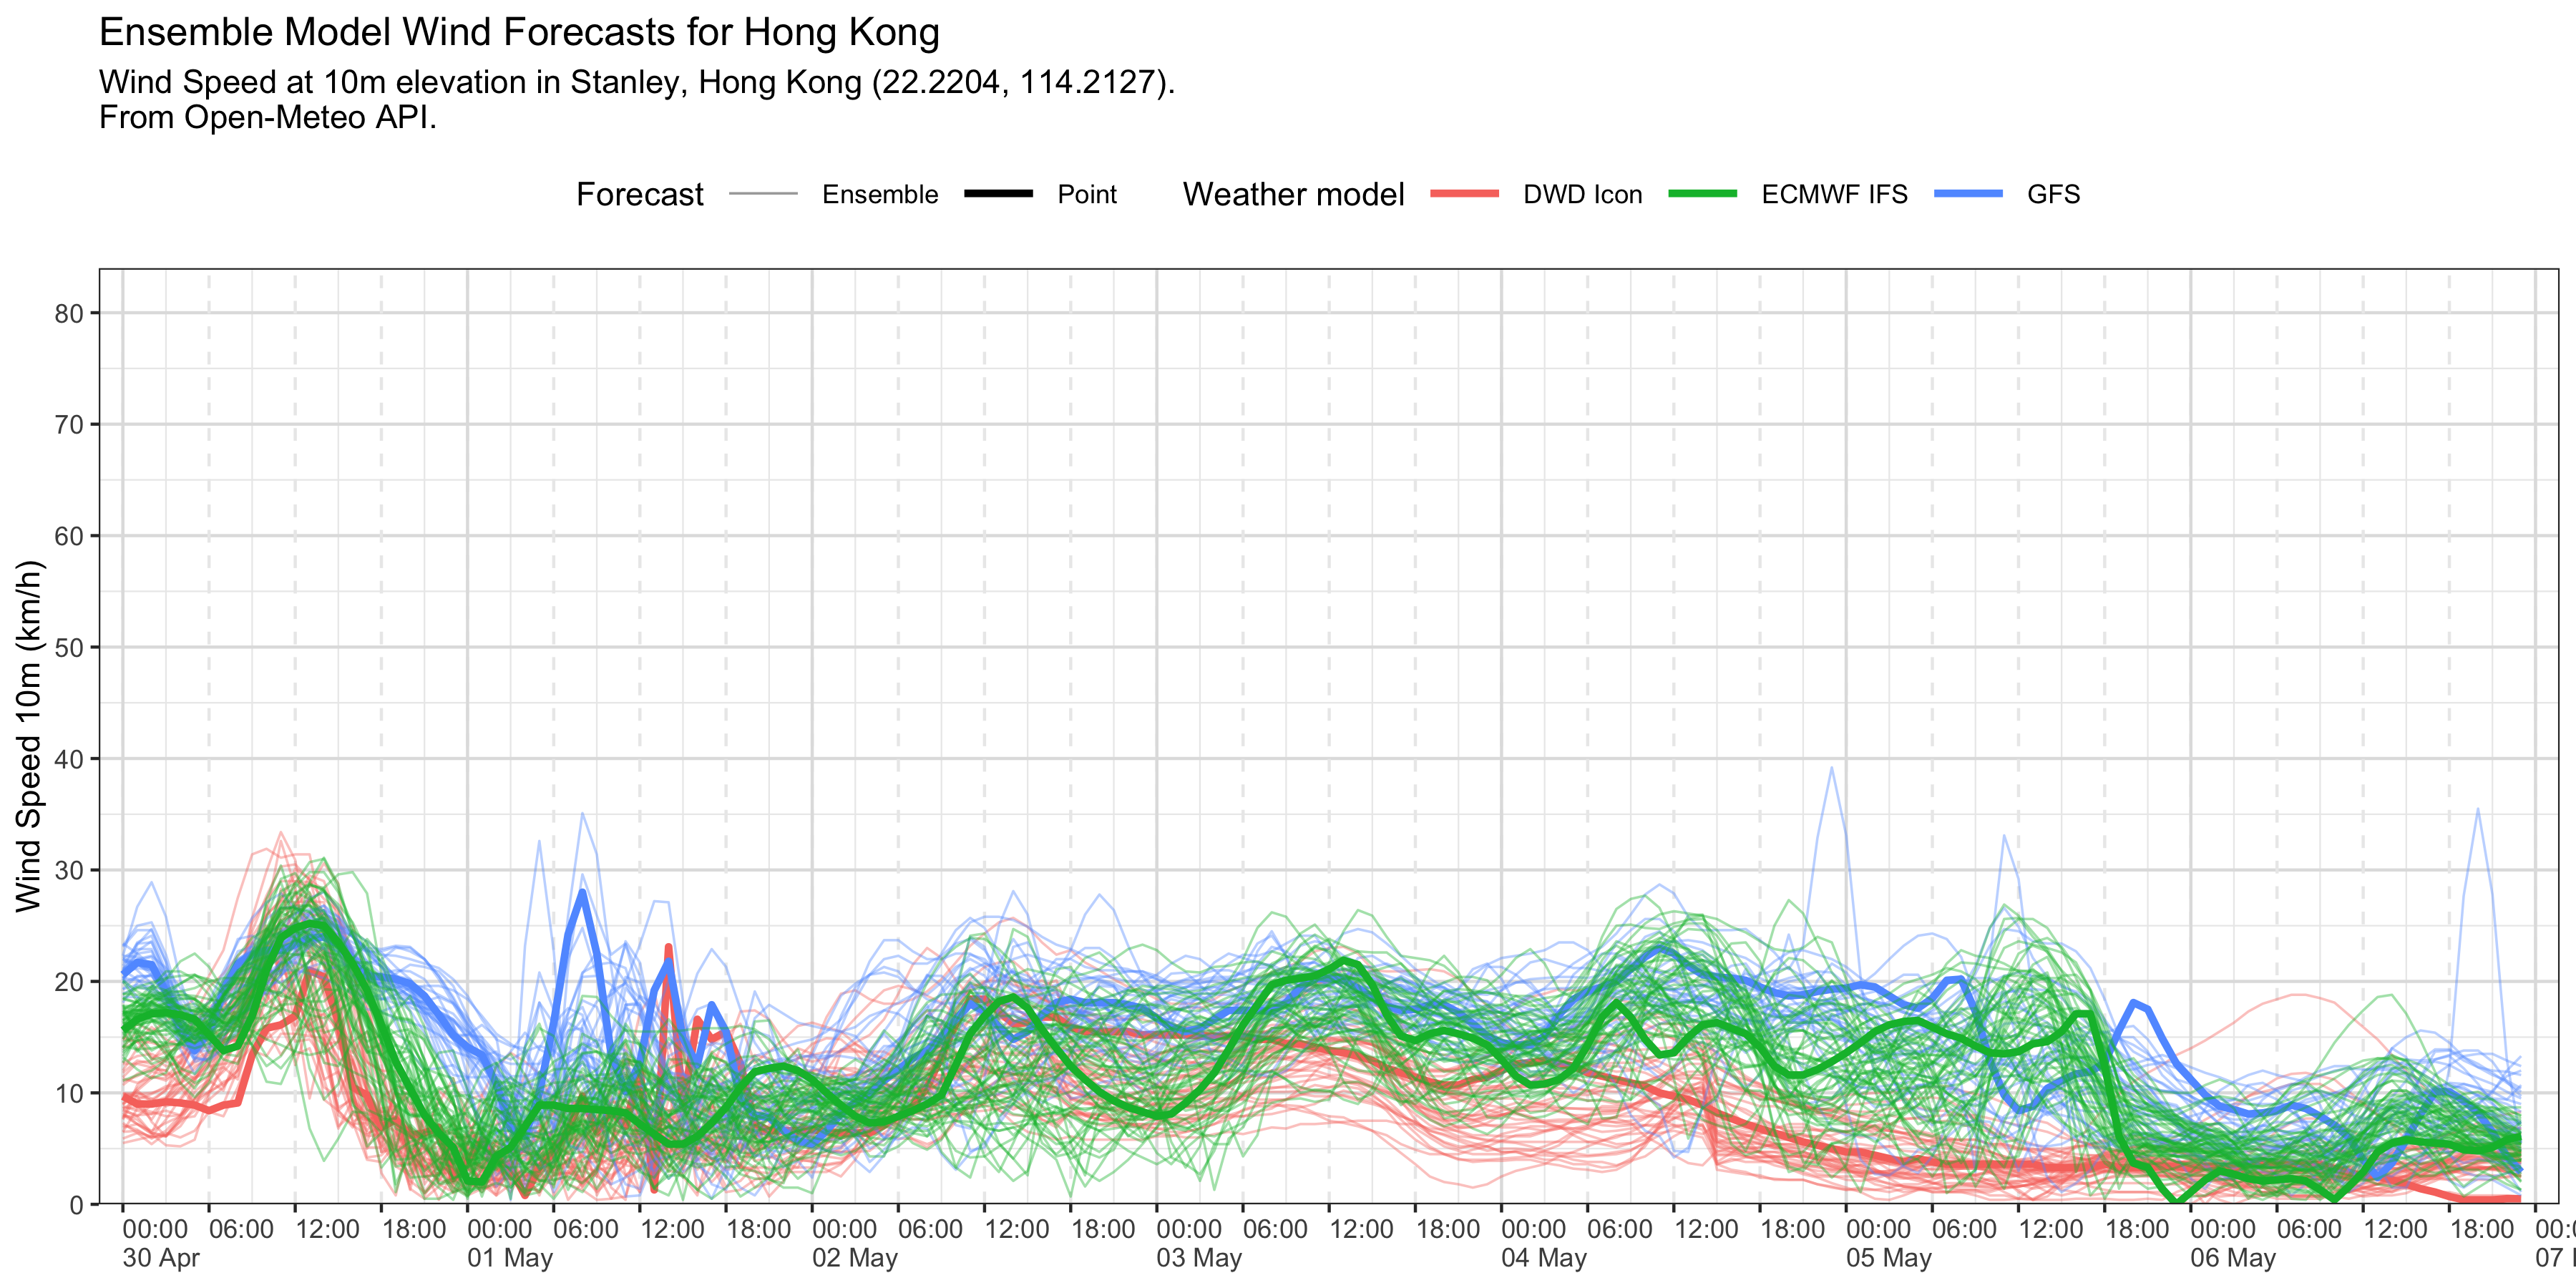 Ensemble Model Wind Forecasts for Hong Kong
Wind Speed at 10m elevation in Stanley, Hong Kong (22.2204, 114.2127).
From Open-Meteo API.
Forecast Ensemble Point Weather model DWD Icon ECMWF IFS GFS
Wind Speed 10m (km/h)
80
70
60
50
40
30
20
10
0
00:00 06:00 12:00 18:00 00:00 06:00 12:00 18:00 00:00 06:00 12:00 18:00 00:00 06:00 12:00 18:00 00:00 06:00 12:00 18:00 00:00 06:00 12:00 18:00 00:00 06:00 12:00 18:00
30 Apr 01 May 02 May 03 May 04 May 05 May 06 May 07